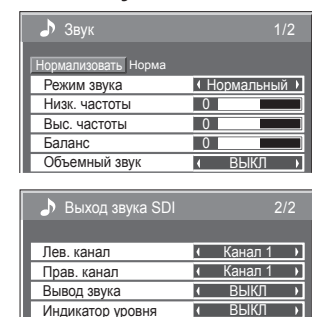 Звук 1/2
Нормализовать Норма
Режим звука Нормальный
Низк. частоты 0
Выс. частоты 0
Баланс 0
Объемный звук ВЫКЛ
Выход звука SDI 2/2
Лев. канал Канал 1
Прав. канал Канал 1
Вывод звука ВЫКЛ
Индикатор уровня ВЫКЛ